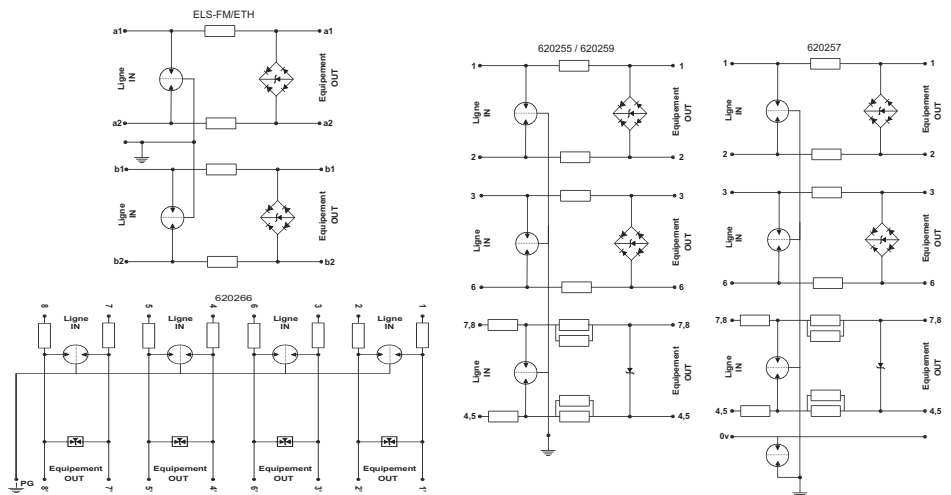 ELS-FM/ETH
a1
a1
Ligne
IN
Equipement
OUT
a2
a2
b1
b1
Ligne
IN
Equipement
OUT
b2
b2
620255 / 620259
1
1
Ligne
IN
Equipement
OUT
2
2
3
3
Ligne
IN
Equipement
OUT
6
6
7,8
7,8
Ligne
IN
Equipement
OUT
4,5
4,5
620257
1
1
Ligne
IN
Equipement
OUT
2
2
3
3
Ligne
IN
Equipement
OUT
6
6
7,8
7,8
Ligne
IN
Equipement
OUT
4,5
4,5
0v
620266
8
7
5
4
6
3
2
1
Ligne
IN
Ligne
IN
Ligne
IN
Ligne
IN
Equipement
OUT
Equipement
OUT
Equipement
OUT
Equipement
OUT
PG
8'
7'
5'
4'
6'
3'
2'
1'